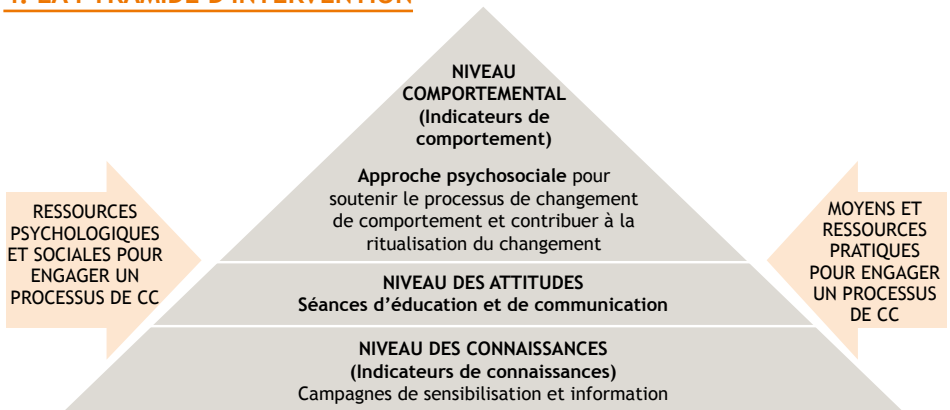 NIVEAU
COMPORTEMENTAL
(Indicateurs de
comportement)
Approche psychosociale pour
soutenir le processus de changement
de comportement et contribuer à la
ritualisation du changement
RESSOURCES
PSYCHOLOGIQUES
ET SOCIALES POUR
ENGAGER UN
PROCESSUS DE CC
MOYENS ET
RESSOURCES
PRATIQUES
POUR ENGAGER
UN PROCESSUS
DE CC
NIVEAU DES ATTITUDES
Séances d’éducation et de communication
NIVEAU DES CONNAISSANCES
(Indicateurs de connaissances)
Campagnes de sensibilisation et information